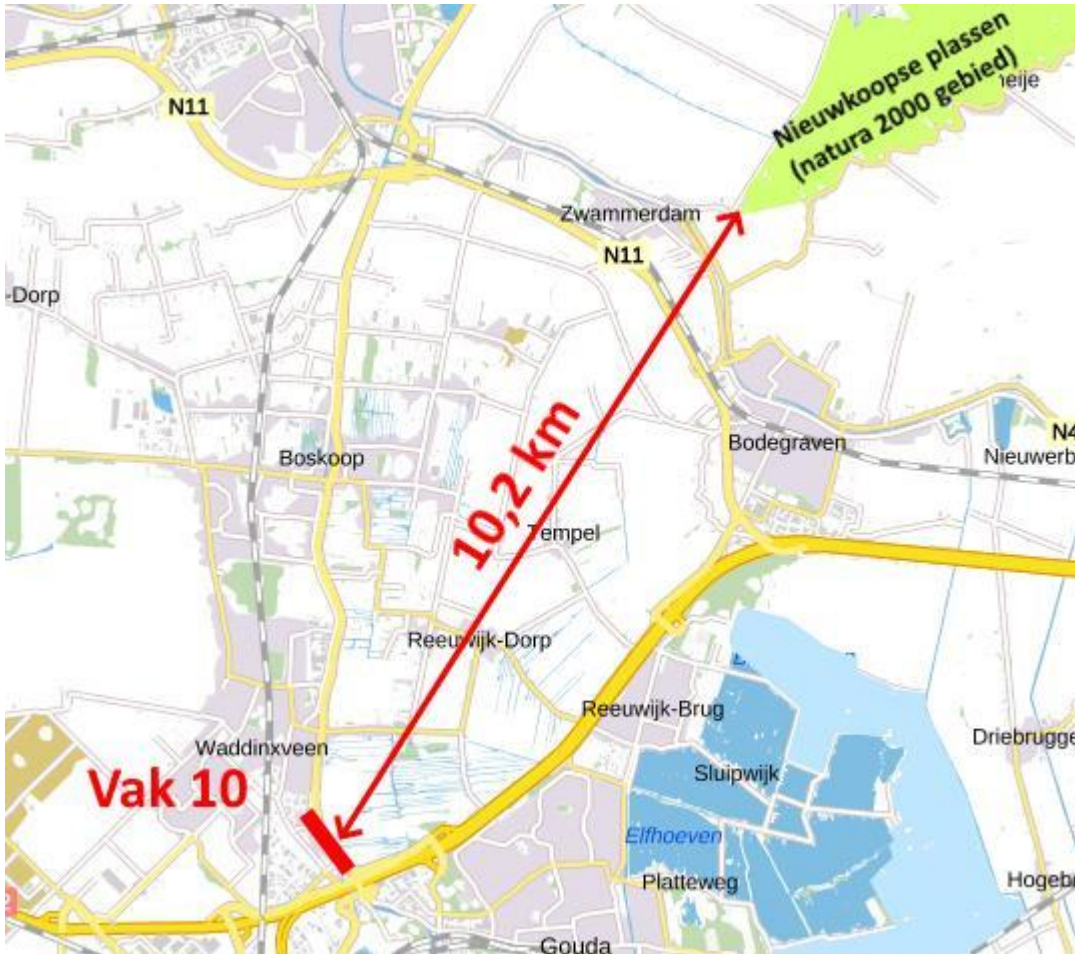 Nieuwkoopse plassen
(natura 2000 gebied)
N11
Zwammerdam
N11
-Dorp
10,2 km
Boskoop
Bodegraven
N4
Nieuwerb
Tempel
Reeuwijk-Dorp
Reeuwijk-Brug
Driebrugge
Waddinxveen
Sluipwijk
Vak 10
Elfhoeven
Platteweg
Hogeb
Gouda